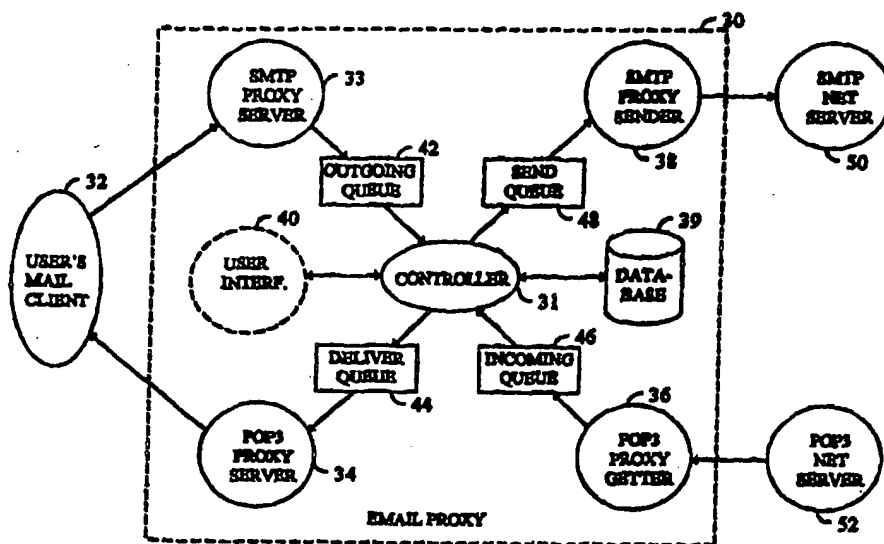 30
SMTP
PROXY
SERVER
33
SMTP
PROXY
SENDER
38
SMTP
NET
SERVER
50
42
OUTGOING
QUEUE
SEND
QUEUE
48
32
USER'S
MAIL
CLIENT
40
USER
INTERF.
CONTROLLER
31
39
DATA-
BASE
DELIVER
QUEUE
44
46
INCOMING
QUEUE
POP3
PROXY
SERVER
34
36
POP3
PROXY
GETTER
POP3
NET
SERVER
52
EMAIL PROXY